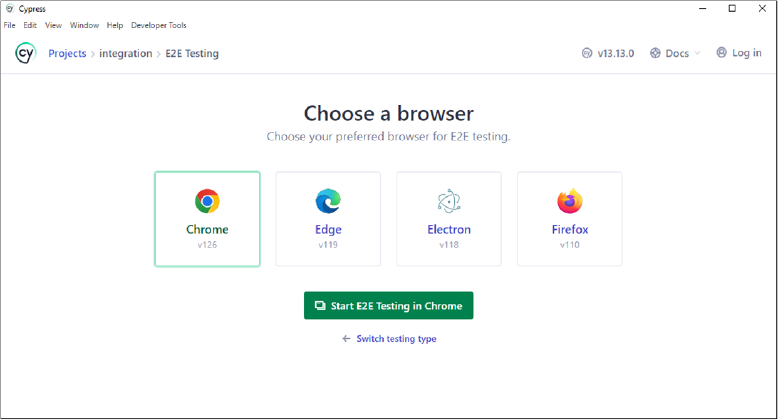 Cypress
File Edit View Window Help Developer Tools
cy Projects > integration > E2E Testing v13.13.0 Docs Log in
Choose a browser
Choose your preferred browser for E2E testing.
Chrome Edge Electron Firefox
v126 v119 v118 v110
Start E2E Testing in Chrome
← Switch testing type